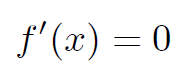 f′(x) = 0